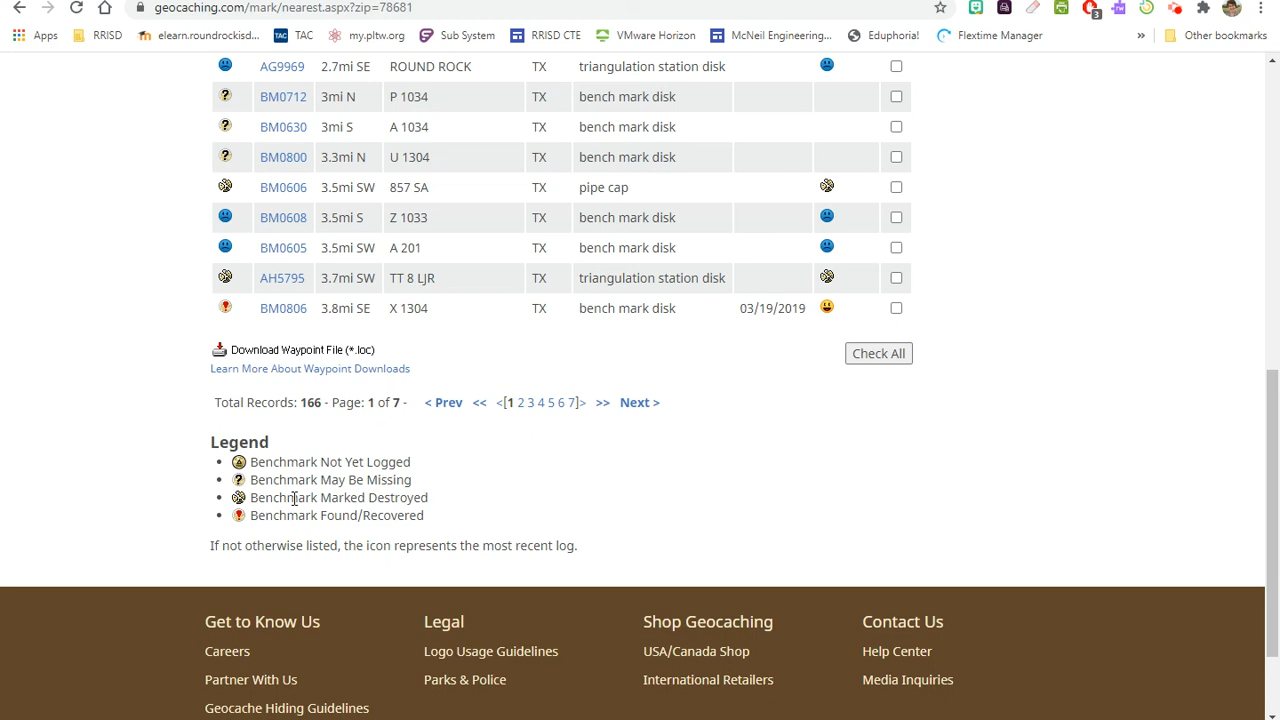 geocaching.com/mark/nearest.aspx?zip=78681
3
Apps RRISD elearn.roundrockisd... TAC TAC my.pltw.org Sub System RRISD CTE VMware Horizon McNeil Engineering... Eduphoria! Flextime Manager » Other bookmarks
AG9969 2.7mi SE ROUND ROCK TX triangulation station disk
? BM0712 3mi N P 1034 TX bench mark disk
? BM0630 3mi S A 1034 TX bench mark disk
? BM0800 3.3mi N U 1304 TX bench mark disk
BM0606 3.5mi SW 857 SA TX pipe cap
BM0608 3.5mi S Z 1033 TX bench mark disk
BM0605 3.5mi SW A 201 TX bench mark disk
AH5795 3.7mi SW TT 8 LJR TX triangulation station disk
! BM0806 3.8mi SE X 1304 TX bench mark disk 03/19/2019
Download Waypoint File (*.loc) Check All
Learn More About Waypoint Downloads
Total Records: 166 - Page: 1 of 7 - < Prev << <[1 2 3 4 5 6 7]> >> Next >
Legend
• Benchmark Not Yet Logged
• ? Benchmark May Be Missing
• Benchmark Marked Destroyed
• ! Benchmark Found/Recovered
If not otherwise listed, the icon represents the most recent log.
Get to Know Us Legal Shop Geocaching Contact Us
Careers Logo Usage Guidelines USA/Canada Shop Help Center
Partner With Us Parks & Police International Retailers Media Inquiries
Geocache Hiding Guidelines